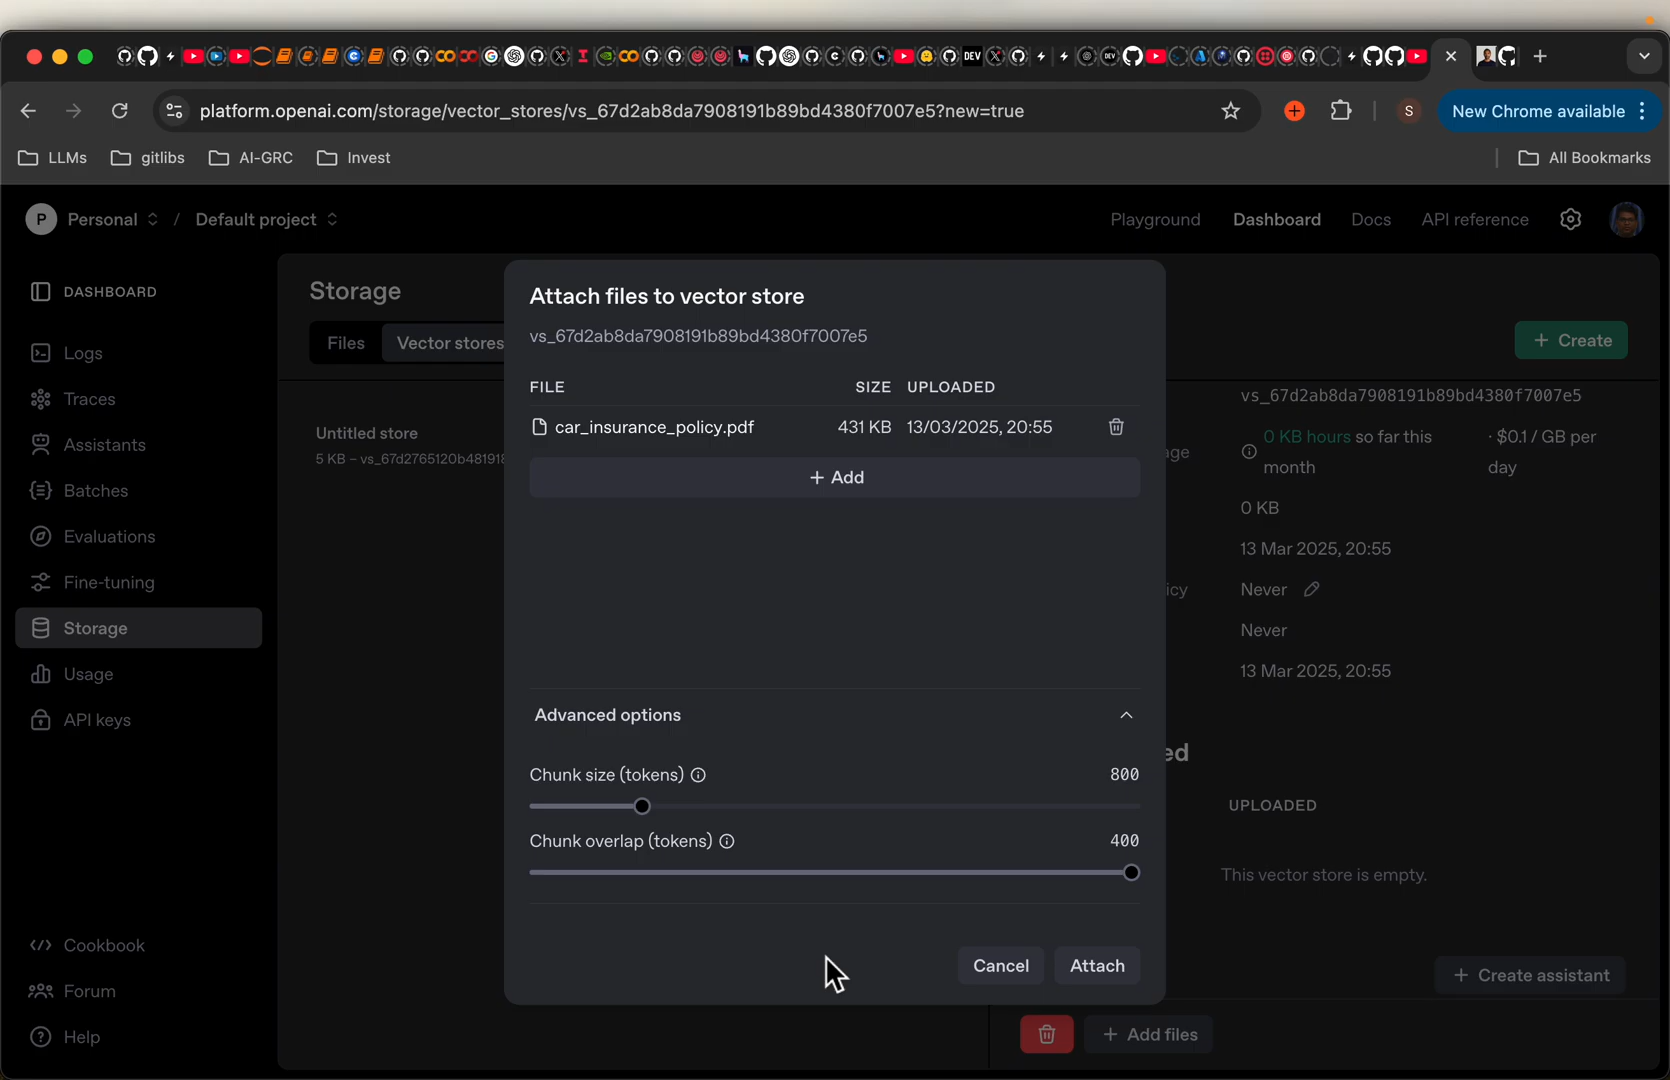 platform.openai.com/storage/vector_stores/vs_67d2ab8da7908191b89bd4380f7007e5?new=true
S
New Chrome available
LLMs
gitlibs
AI-GRC
Invest
All Bookmarks
P
Personal
/
Default project
Playground
Dashboard
Docs
API reference
DASHBOARD
Logs
Traces
Assistants
Batches
Evaluations
Fine-tuning
Storage
Usage
API keys
Cookbook
Forum
Help
Storage
Files
Vector stores
+ Create
Untitled store
5 KB – vs_67d2765120b481918
Attach files to vector store
vs_67d2ab8da7908191b89bd4380f7007e5
FILE SIZE UPLOADED
car_insurance_policy.pdf 431 KB 13/03/2025, 20:55
+ Add
Advanced options
Chunk size (tokens) 800
Chunk overlap (tokens) 400
Cancel
Attach
vs_67d2ab8da7908191b89bd4380f7007e5
age
0 KB hours so far this
month
· $0.1 / GB per
day
0 KB
13 Mar 2025, 20:55
icy
Never
Never
13 Mar 2025, 20:55
ed
UPLOADED
This vector store is empty.
+ Create assistant
+ Add files